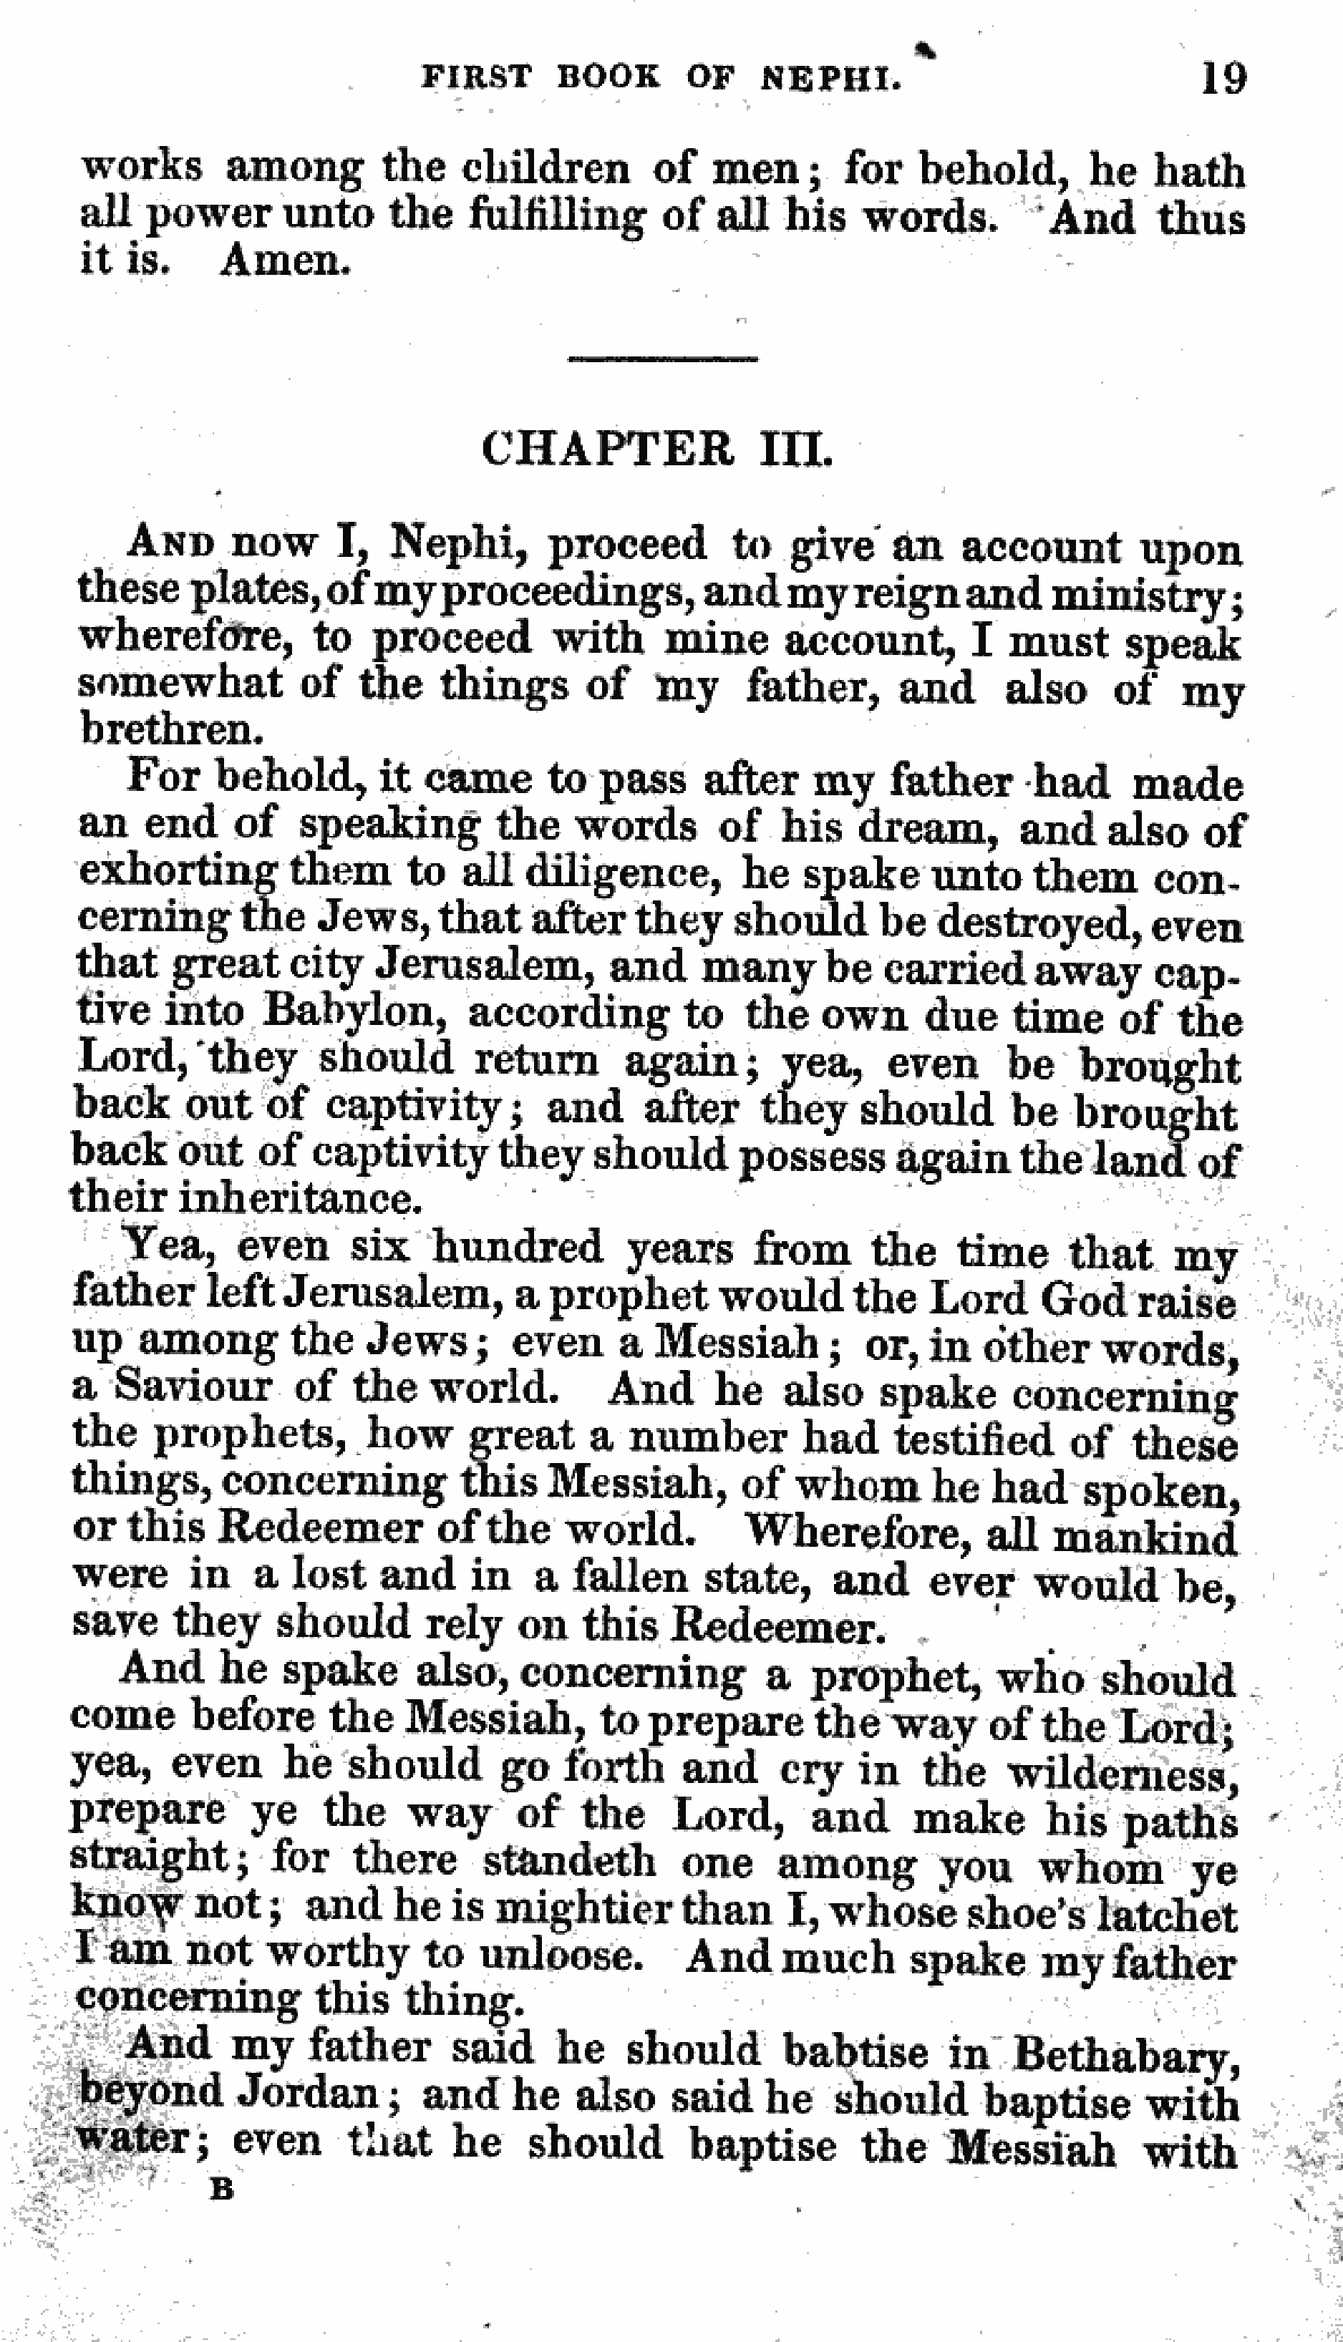 FIRST BOOK OF NEPHI. 19
works among the children of men; for behold, he hath
all power unto the fulfilling of all his words. And thus
it is. Amen.
CHAPTER III.
AND now I, Nephi, proceed to give an account upon
these plates, of my proceedings, and my reign and ministry;
wherefore, to proceed with mine account, I must speak
somewhat of the things of my father, and also of my
brethren.
For behold, it came to pass after my father had made
an end of speaking the words of his dream, and also of
exhorting them to all diligence, he spake unto them con-
cerning the Jews, that after they should be destroyed, even
that great city Jerusalem, and many be carried away cap-
tive into Babylon, according to the own due time of the
Lord, they should return again; yea, even be brought
back out of captivity; and after they should be brought
back out of captivity they should possess again the land of
their inheritance.
Yea, even six hundred years from the time that my
father left Jerusalem, a prophet would the Lord God raise
up among the Jews; even a Messiah; or, in other words,
a Saviour of the world. And he also spake concerning
the prophets, how great a number had testified of these
things, concerning this Messiah, of whom he had spoken,
or this Redeemer of the world. Wherefore, all mankind
were in a lost and in a fallen state, and ever would be,
save they should rely on this Redeemer.
And he spake also, concerning a prophet, who should
come before the Messiah, to prepare the way of the Lord;
yea, even he should go forth and cry in the wilderness,
prepare ye the way of the Lord, and make his paths
straight; for there standeth one among you whom ye
know not; and he is mightier than I, whose shoe's latchet
I am not worthy to unloose. And much spake my father
concerning this thing.
And my father said he should babtise in Bethabary,
beyond Jordan; and he also said he should baptise with
water; even that he should baptise the Messiah with
B